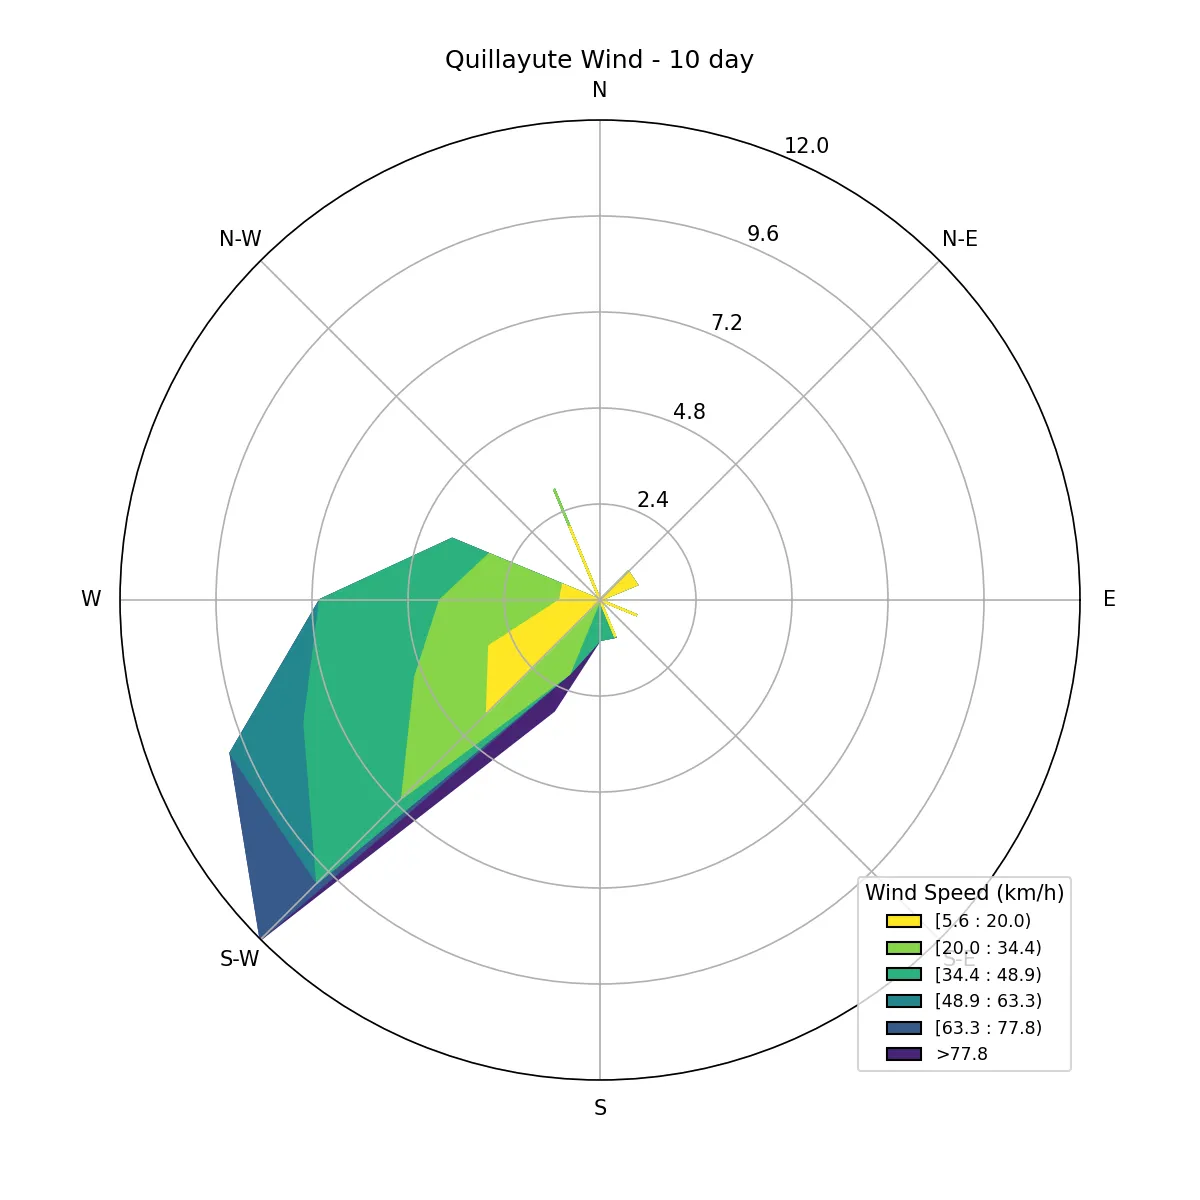 Quillayute Wind - 10 day
N
12.0
N-W
9.6
N-E
7.2
4.8
2.4
W
E
S-W
S-E
S
Wind Speed (km/h)
[5.6 : 20.0)
[20.0 : 34.4)
[34.4 : 48.9)
[48.9 : 63.3)
[63.3 : 77.8)
>77.8